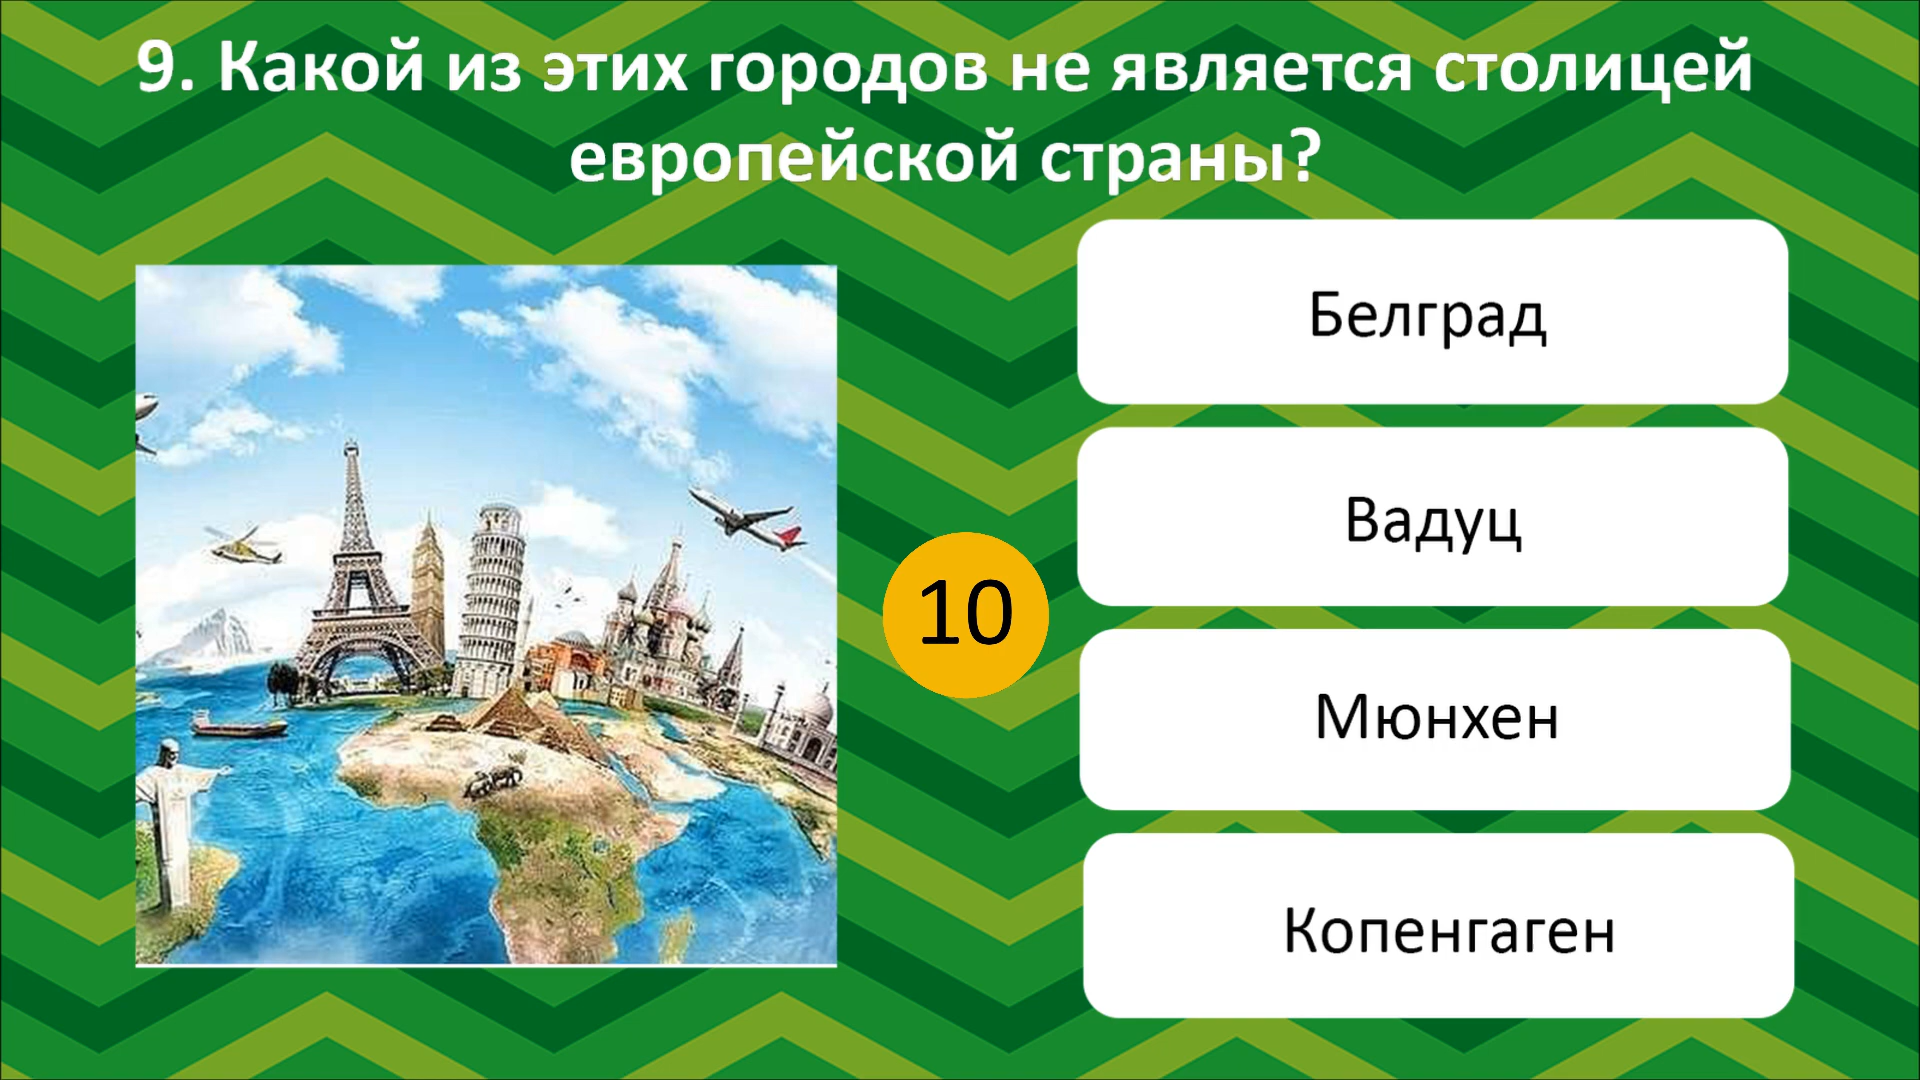 9. Какой из этих городов не является столицей
европейской страны?
Белград
Вадуц
10
Мюнхен
Копенгаген